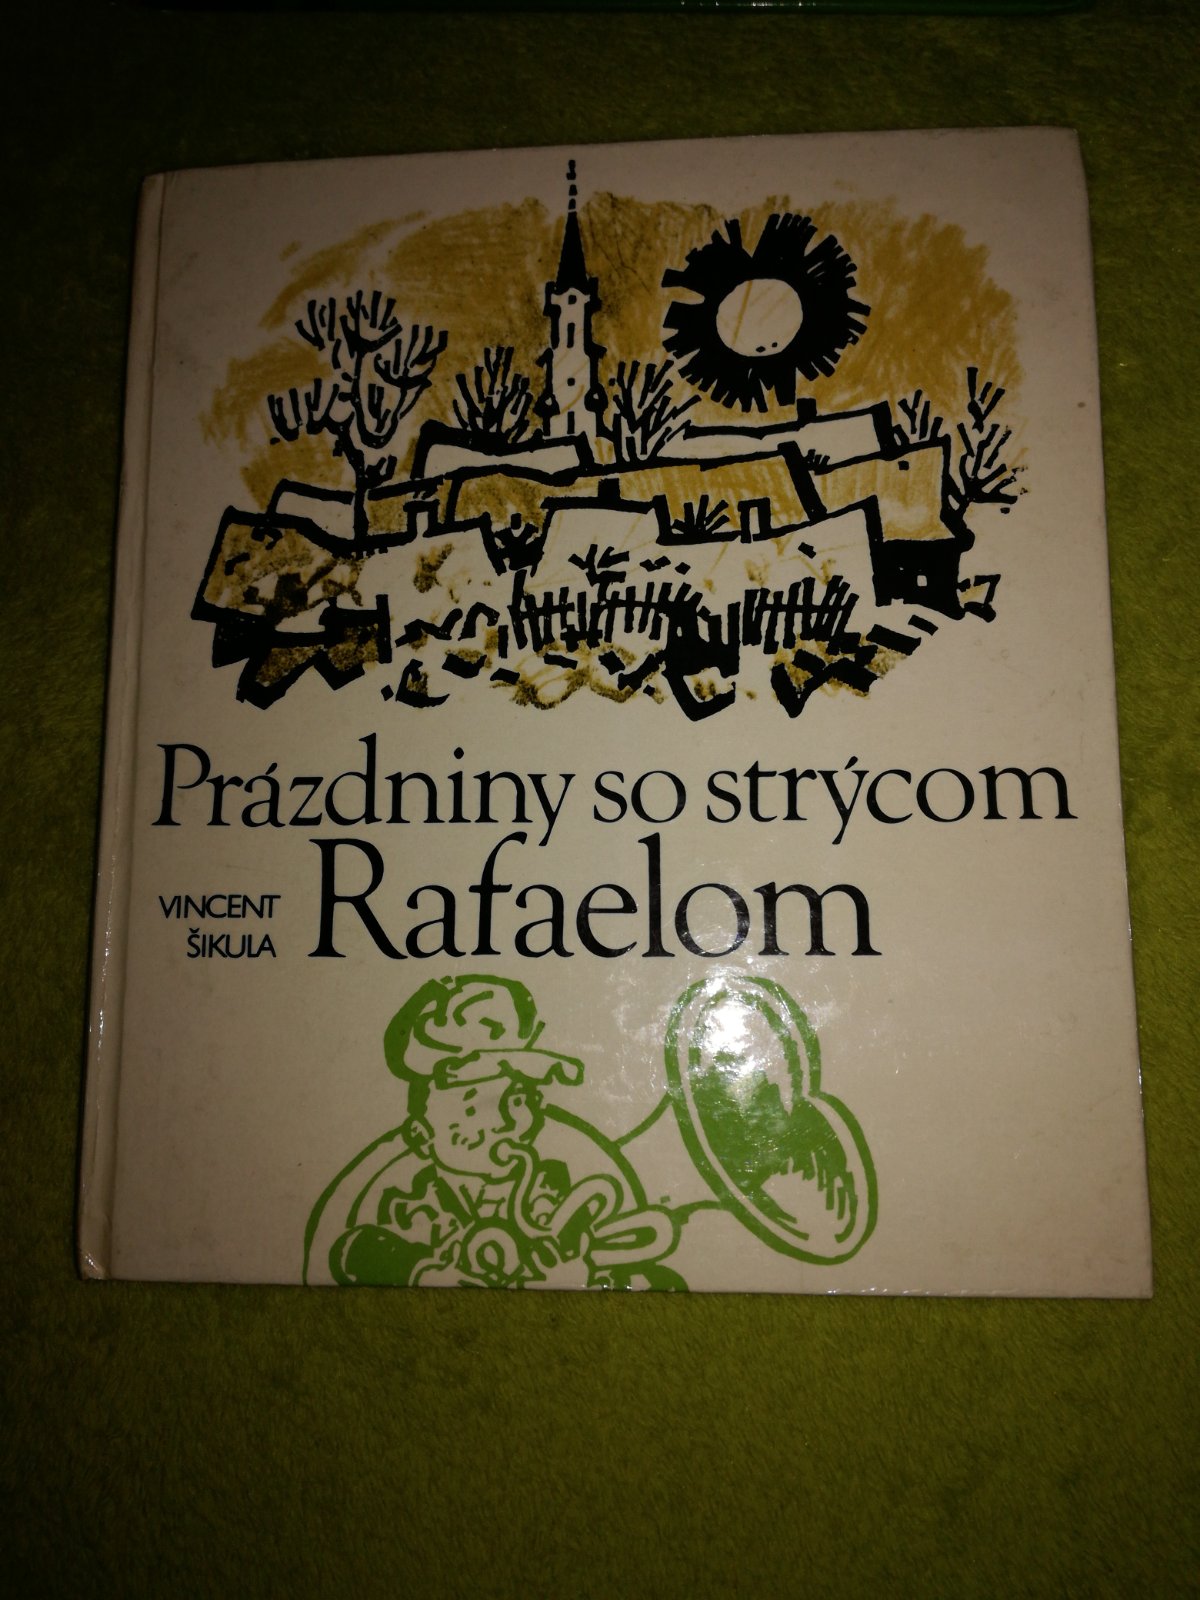 Prázdniny so strýcom
Rafaelom
VINCENT
ŠIKULA